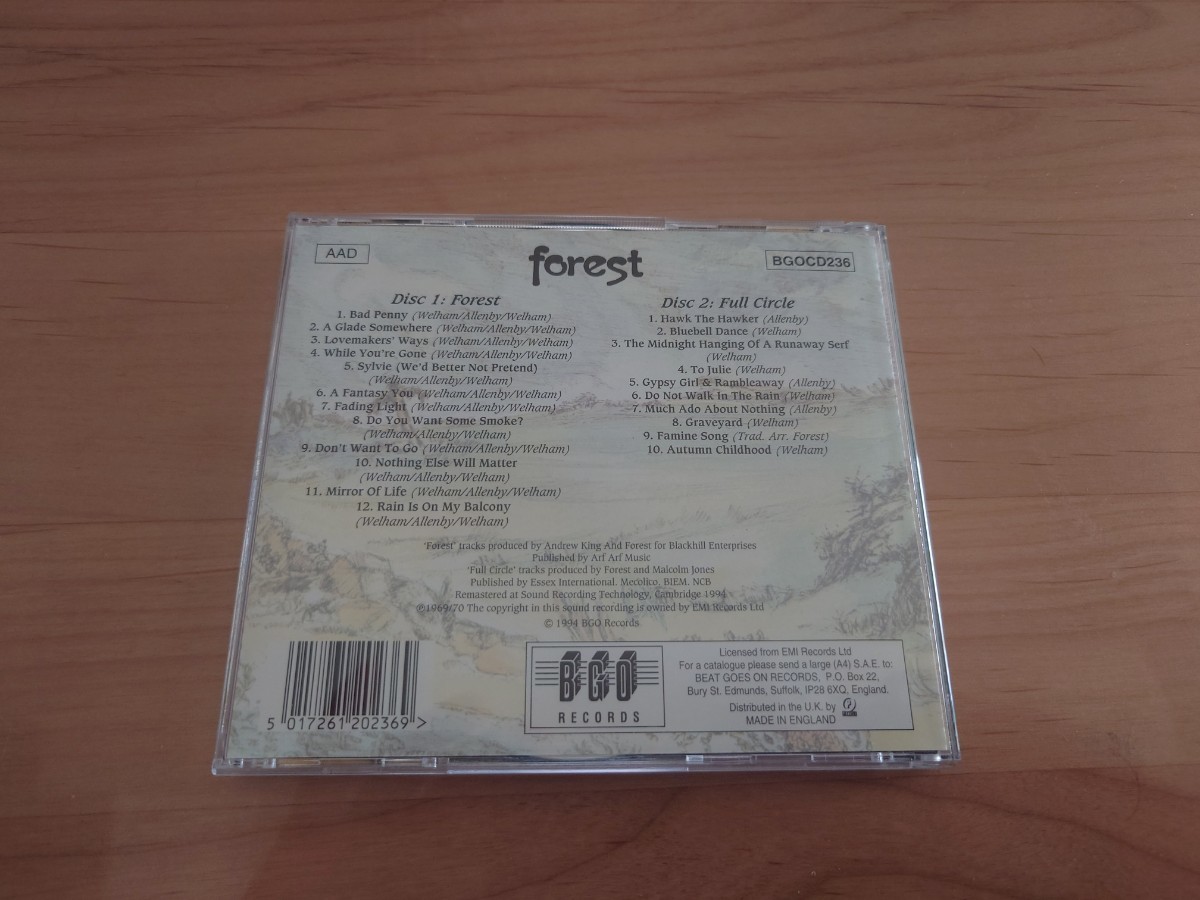 AAD
forest
BGOCD236
Disc 1: Forest
1. Bad Penny (Welham/Allenby/Welham)
2. A Glade Somewhere (Welham/Allenby/Welham)
3. Lovemakers' Ways (Welham/Allenby/Welham)
4. While You're Gone (Welham/Allenby/Welham)
5. Sylvie (We'd Better Not Pretend)
(Welham/Allenby/Welham)
6. A Fantasy You (Welham/Allenby/Welham)
7. Fading Light (Welham/Allenby/Welham)
8. Do You Want Some Smoke?
(Welham/Allenby/Welham)
9. Don't Want To Go (Welham/Allenby/Welham)
10. Nothing Else Will Matter
(Welham/Allenby/Welham)
11. Mirror Of Life (Welham/Allenby/Welham)
12. Rain Is On My Balcony
(Welham/Allenby/Welham)
Disc 2: Full Circle
1. Hawk The Hawker (Allenby)
2. Bluebell Dance (Welham)
3. The Midnight Hanging Of A Runaway Serf
(Welham)
4. To Julie (Welham)
5. Gypsy Girl & Rambleaway (Allenby)
6. Do Not Walk In The Rain (Welham)
7. Much Ado About Nothing (Allenby)
8. Graveyard (Welham)
9. Famine Song (Trad. Arr. Forest)
10. Autumn Childhood (Welham)
'Forest' tracks produced by Andrew King And Forest for Blackhill Enterprises
Published by Arf Arf Music
'Full Circle' tracks produced by Forest and Malcolm Jones
Published by Essex International. Mecolico, BIEM, NCB
Remastered at Sound Recording Technology, Cambridge 1994
℗1969/70 The copyright in this sound recording is owned by EMI Records Ltd
© 1994 BGO Records
5 017261 202369 >
BGO
RECORDS
Licensed from EMI Records Ltd
For a catalogue please send a large (A4) S.A.E. to:
BEAT GOES ON RECORDS, P.O. Box 22,
Bury St. Edmunds, Suffolk, IP28 6XQ, England.
Distributed in the U.K. by
MADE IN ENGLAND